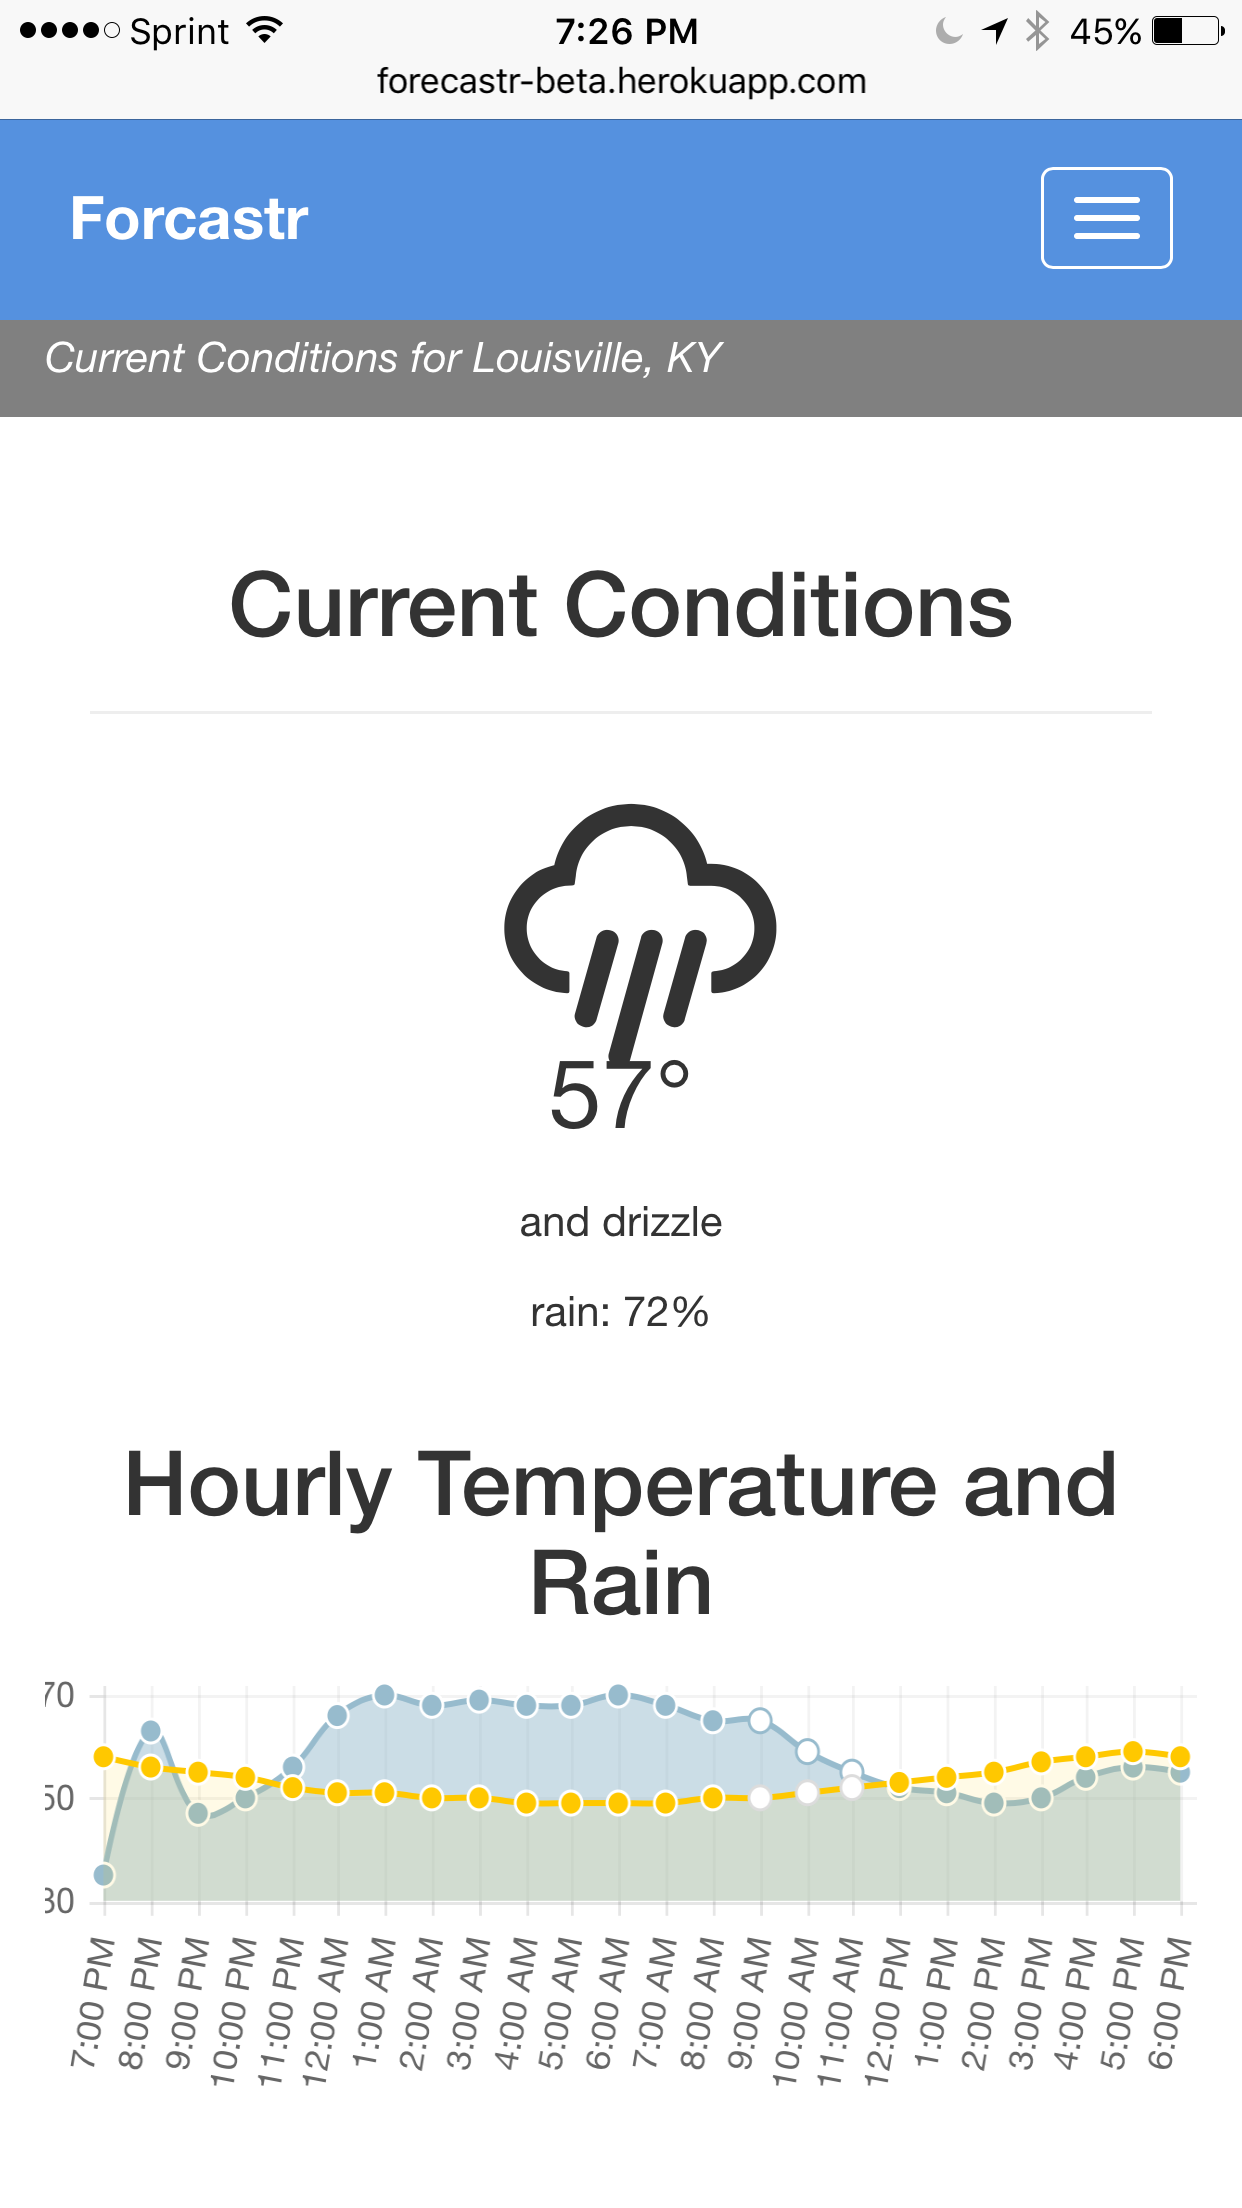 Sprint 7:26 PM 45%
forecastr-beta.herokuapp.com
Forcastr
Current Conditions for Louisville, KY
Current Conditions
57°
and drizzle
rain: 72%
Hourly Temperature and
Rain
70
50
30
7:00 PM
8:00 PM
9:00 PM
10:00 PM
11:00 PM
12:00 AM
1:00 AM
2:00 AM
3:00 AM
4:00 AM
5:00 AM
6:00 AM
7:00 AM
8:00 AM
9:00 AM
10:00 AM
11:00 AM
12:00 PM
1:00 PM
2:00 PM
3:00 PM
4:00 PM
5:00 PM
6:00 PM